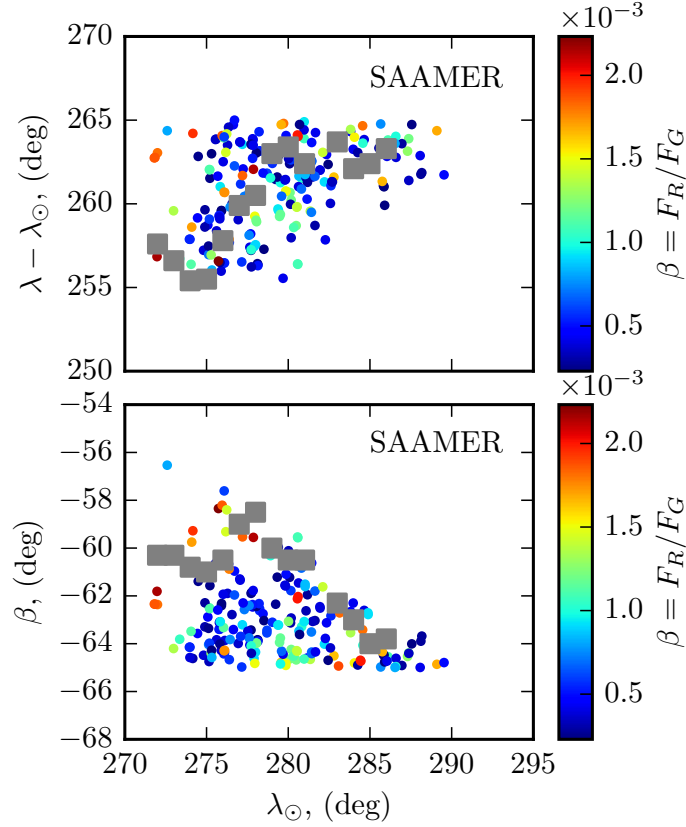 ×10⁻³
270
265
260
255
250
λ − λ☉, (deg)
SAAMER
2.0
1.5
1.0
0.5
β = F_R/F_G
×10⁻³
−54
−56
−58
−60
−62
−64
−66
−68
β, (deg)
SAAMER
2.0
1.5
1.0
0.5
β = F_R/F_G
270 275 280 285 290 295
λ☉, (deg)